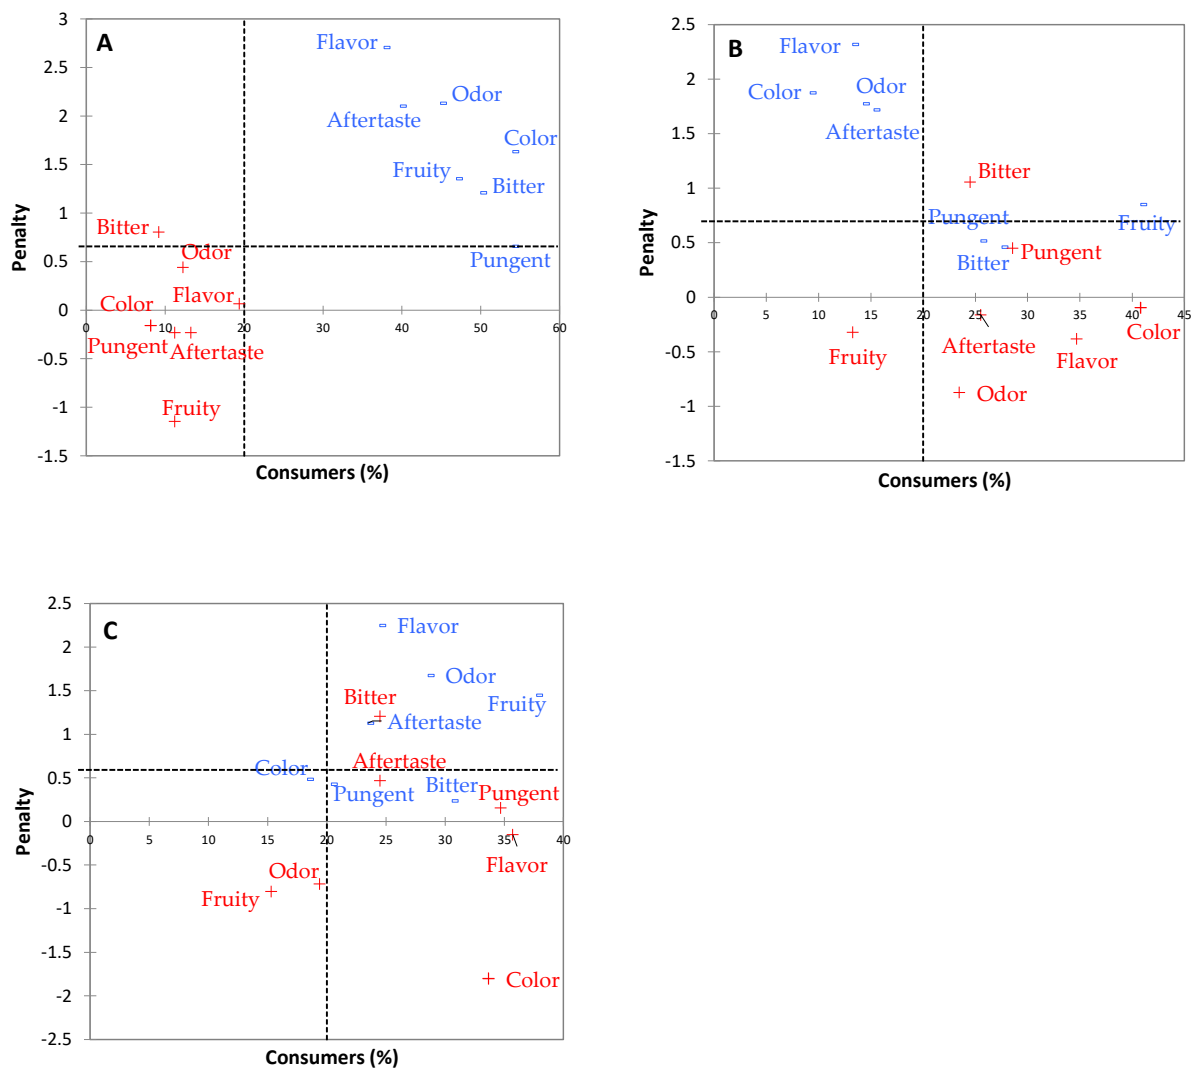 A
3
2.5
2
1.5
1
0.5
0
-0.5
-1
-1.5
0 10 20 30 40 50 60
Penalty
Consumers (%)
Flavor
Odor
Aftertaste
Color
Fruity
Bitter
Pungent
Bitter
Odor
Flavor
Color
Pungent
Aftertaste
Fruity
B
2.5
2
1.5
1
0.5
0
-0.5
-1
-1.5
0 5 10 15 20 25 30 35 40 45
Penalty
Consumers (%)
Flavor
Color
Odor
Aftertaste
Bitter
Pungent
Fruity
Bitter
Pungent
Fruity
Aftertaste
Flavor
Color
Odor
C
2.5
2
1.5
1
0.5
0
-0.5
-1
-1.5
-2
-2.5
0 5 10 15 20 25 30 35 40
Penalty
Consumers (%)
Flavor
Odor
Bitter
Fruity
Aftertaste
Aftertaste
Color
Pungent
Bitter
Pungent
Flavor
Odor
Fruity
Color